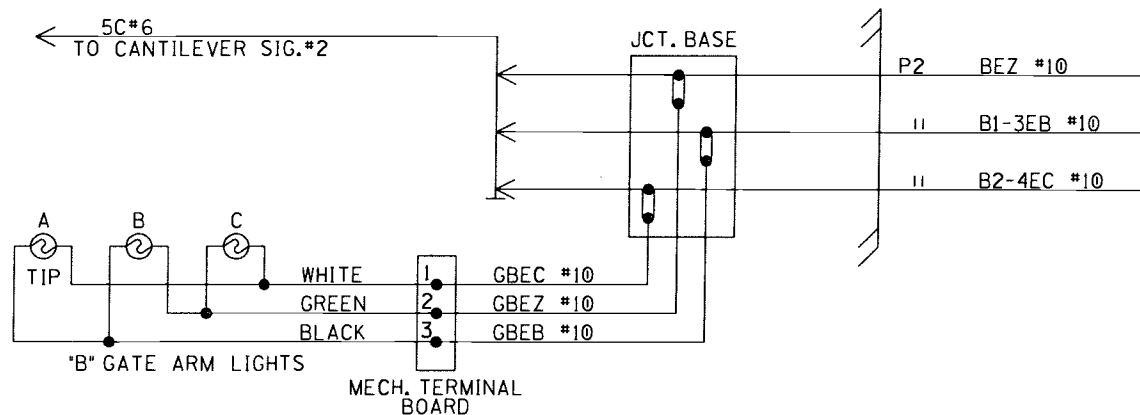 5C#6
TO CANTILEVER SIG.#2
JCT. BASE
P2 BEZ #10
" B1-3EB #10
" B2-4EC #10
A B C
TIP
WHITE 1 GBEC #10
GREEN 2 GBEZ #10
BLACK 3 GBEB #10
"B" GATE ARM LIGHTS
MECH. TERMINAL
BOARD